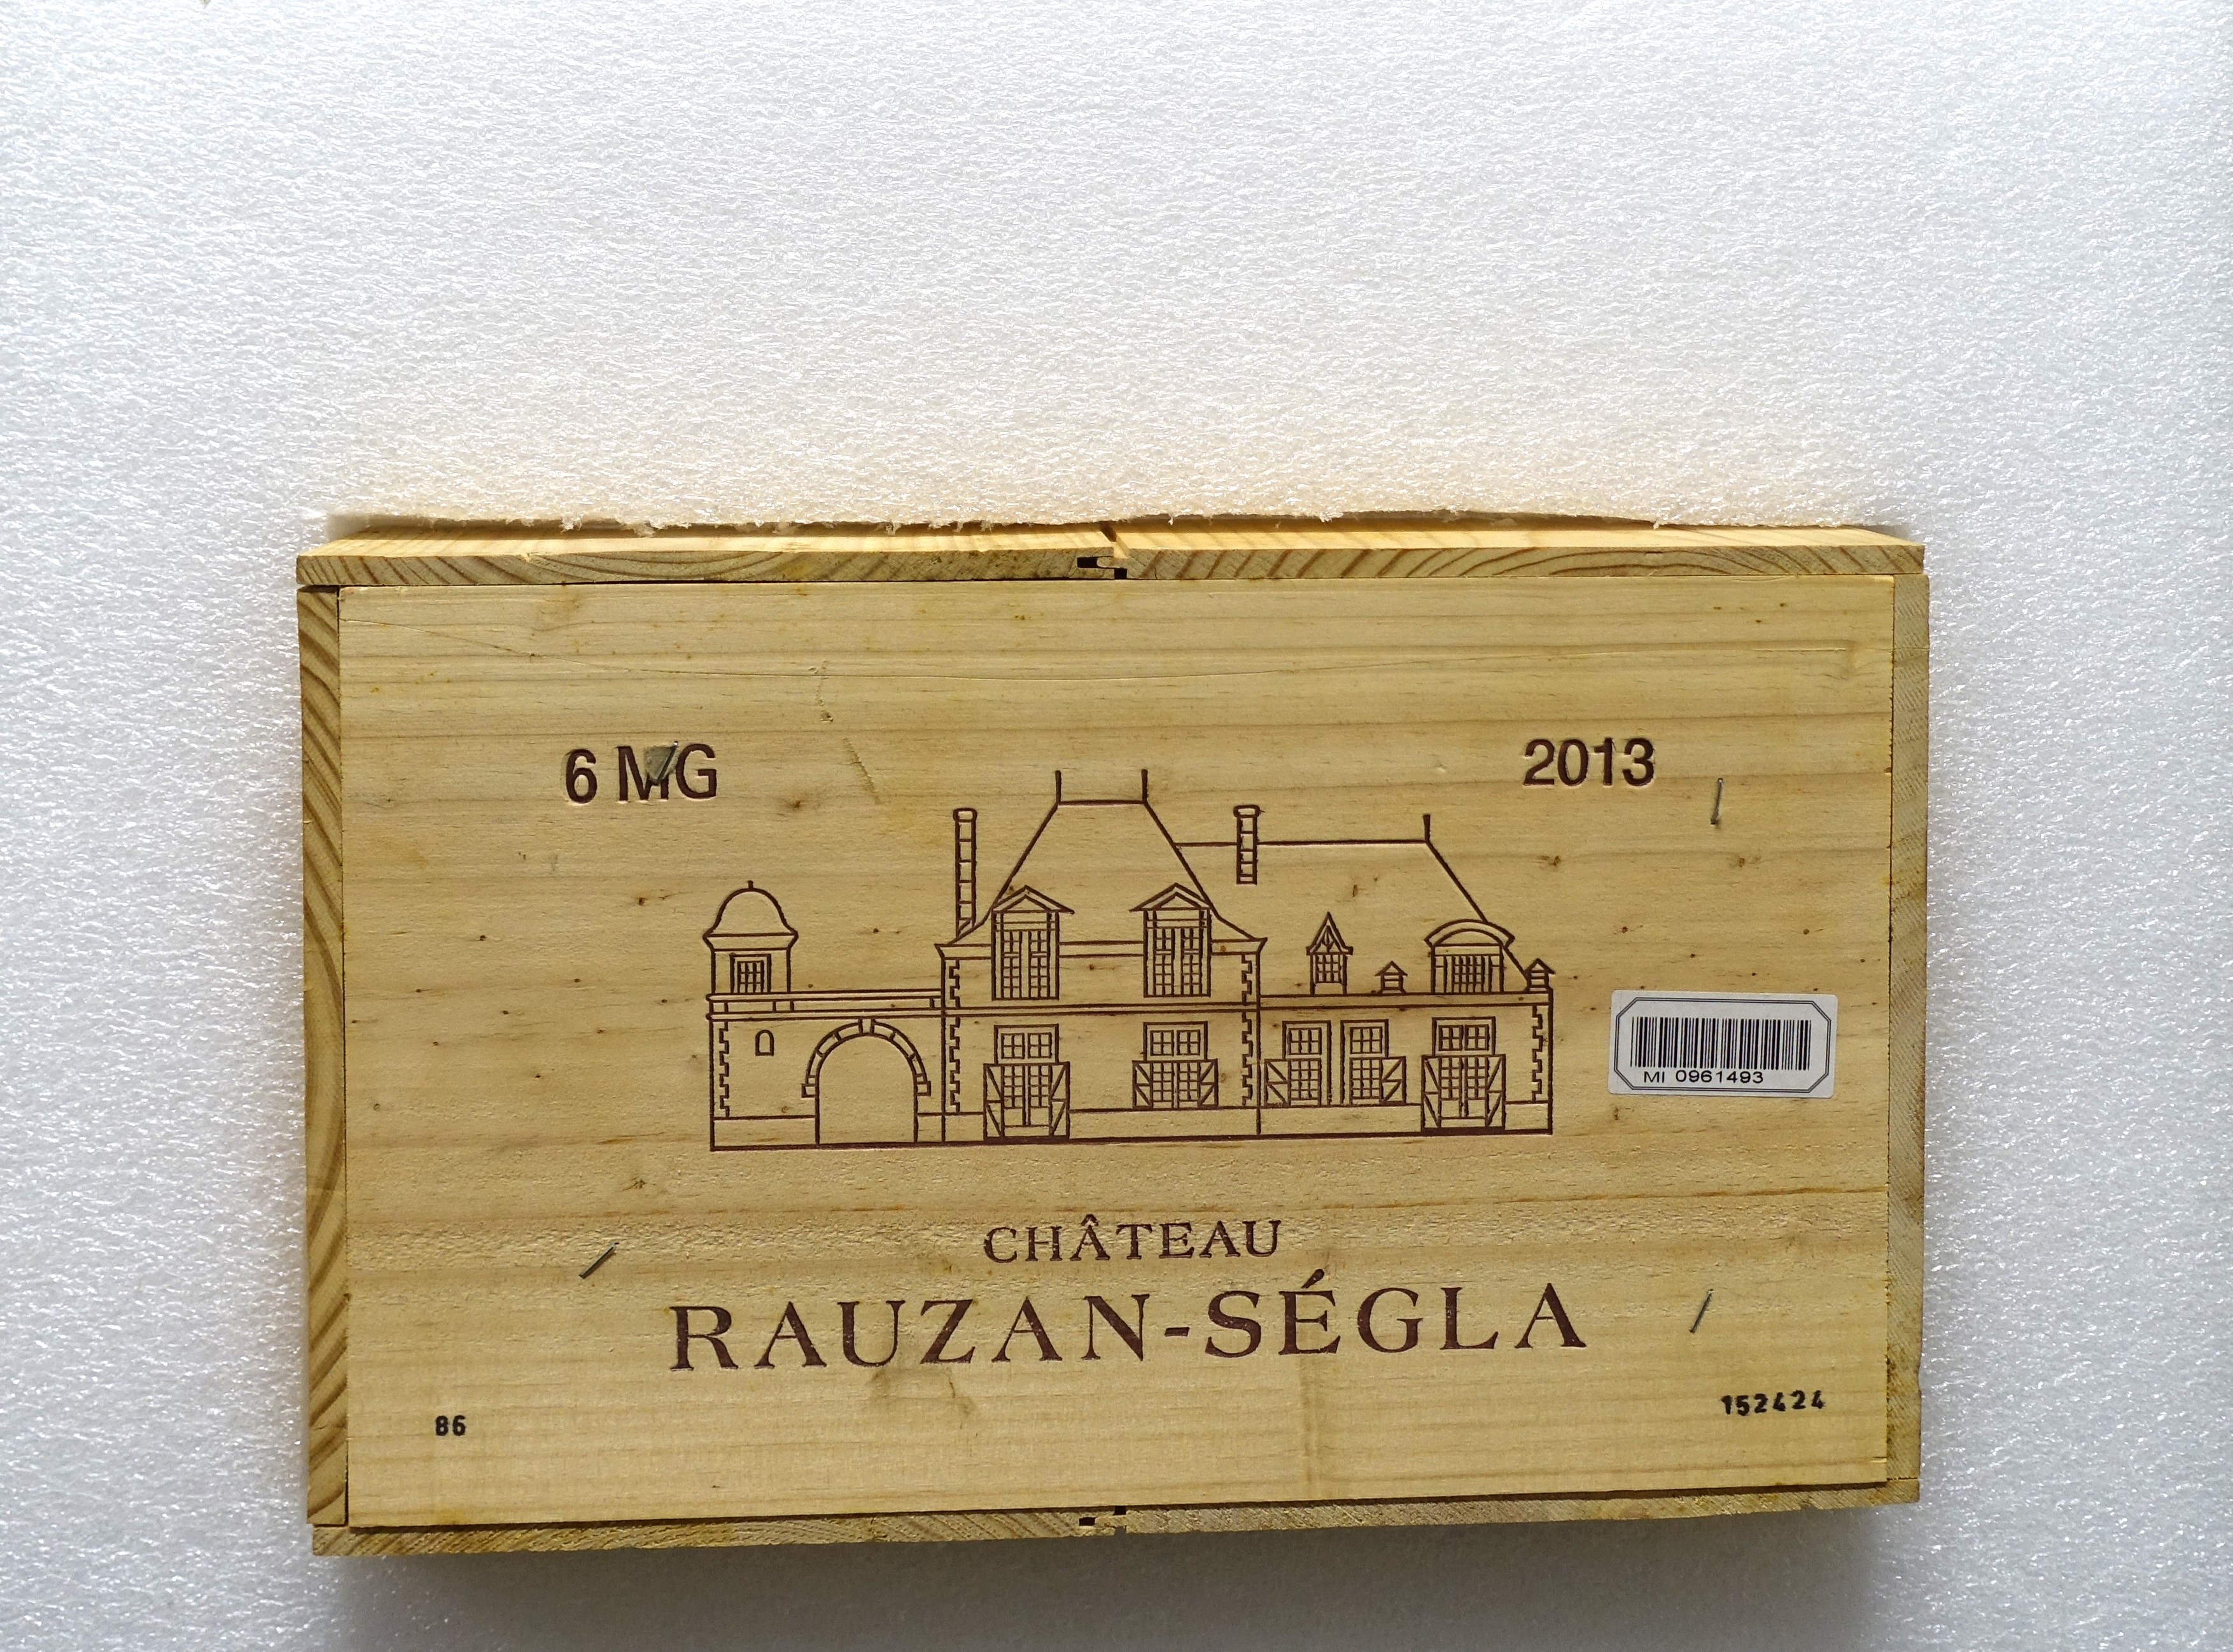 6 MG
2013
MI 0961493
CHÂTEAU
RAUZAN-SÉGLA
86
152424